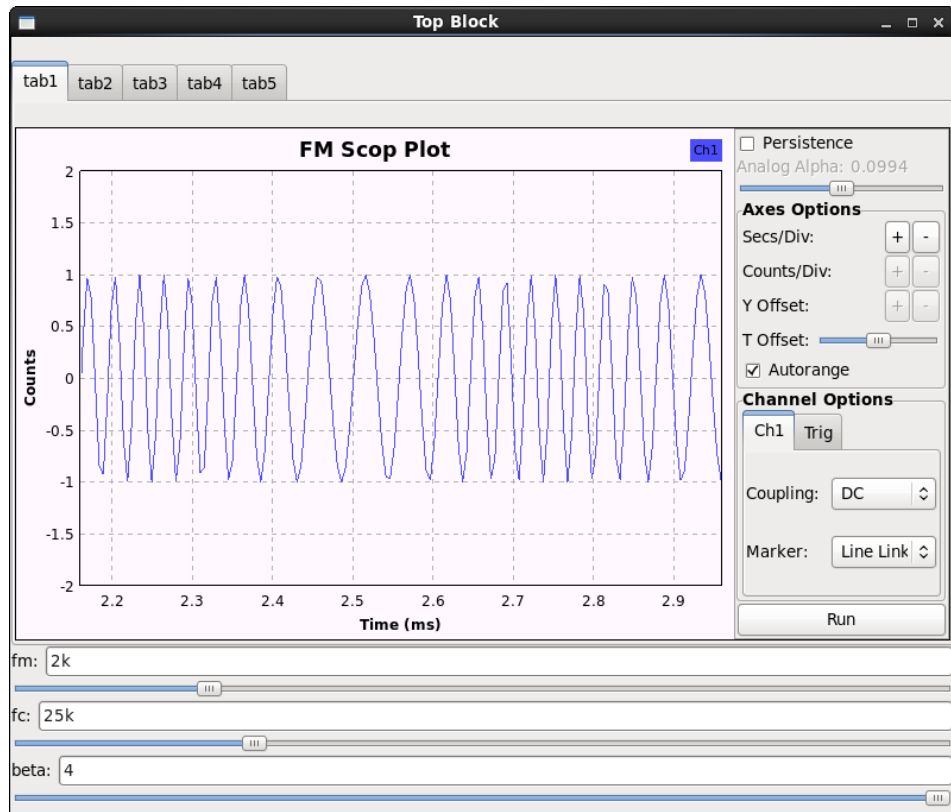 Top Block
tab1 tab2 tab3 tab4 tab5
FM Scop Plot
Ch1
2
1.5
1
0.5
0
-0.5
-1
-1.5
-2
Counts
2.2 2.3 2.4 2.5 2.6 2.7 2.8 2.9
Time (ms)
Persistence
Analog Alpha: 0.0994
Axes Options
Secs/Div: + -
Counts/Div: + -
Y Offset: + -
T Offset:
Autorange
Channel Options
Ch1 Trig
Coupling: DC
Marker: Line Link
Run
fm: 2k
fc: 25k
beta: 4